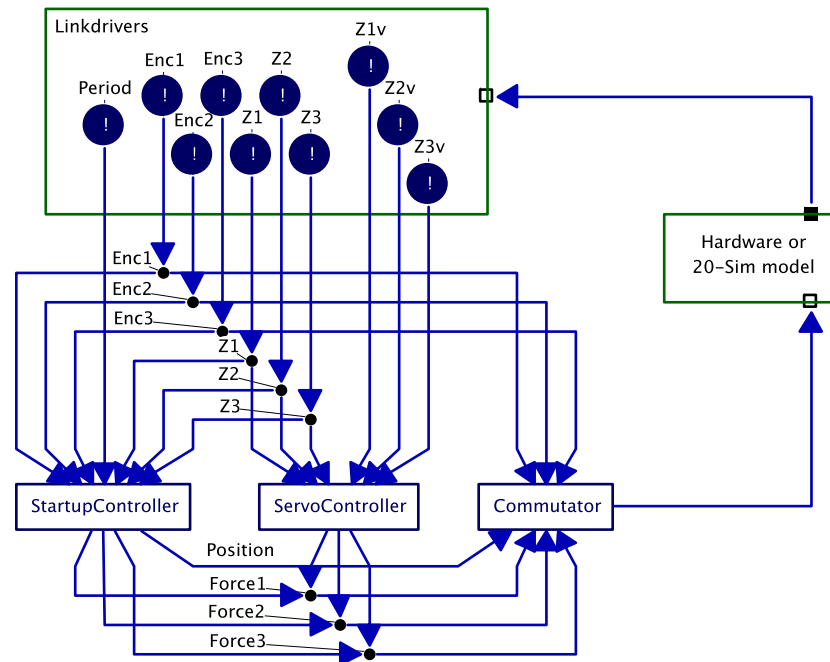 Linkdrivers
Z1v
Enc1
Enc3
Z2
Period
Z2v
Enc2
Z1
Z3
Z3v
!
!
!
!
!
!
!
!
!
!
Enc1
Hardware or
20-Sim model
Enc2
Enc3
Z1
Z2
Z3
StartupController
ServoController
Commutator
Position
Force1
Force2
Force3